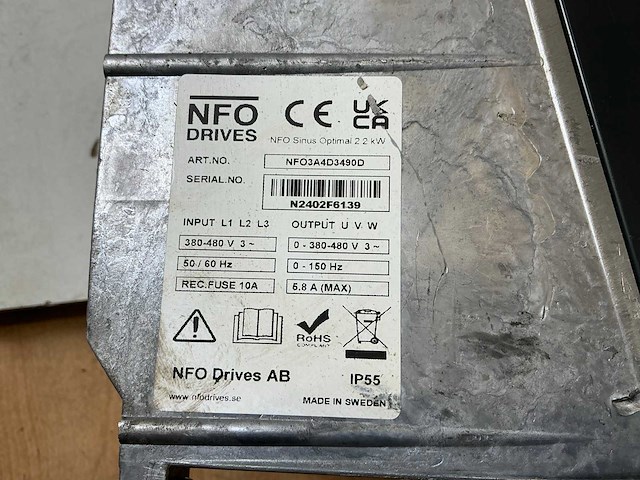 NFO
DRIVES
CE UK
CA
NFO Sinus Optimal 2.2 kW
ART.NO. NFO3A4D3490D
SERIAL.NO.
N2402F6139
INPUT L1 L2 L3 OUTPUT U V W
380-480 V 3 ~ 0 - 380-480 V 3 ~
50 / 60 Hz 0 - 150 Hz
REC.FUSE 10A 5.8 A (MAX)
RoHS
COMPLIANT
NFO Drives AB IP55
www.nfodrives.se MADE IN SWEDEN